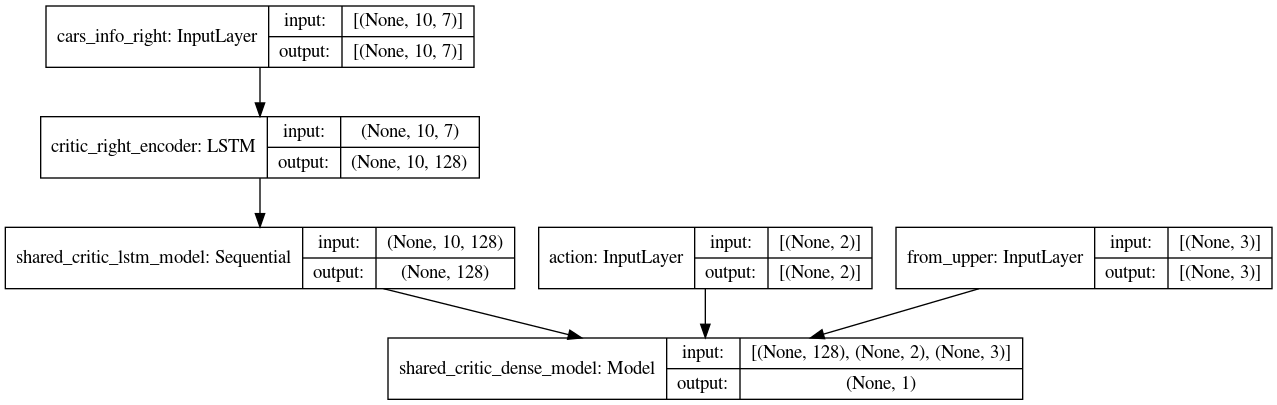 cars_info_right: InputLayer
input:
[(None, 10, 7)]
output:
[(None, 10, 7)]
critic_right_encoder: LSTM
input:
(None, 10, 7)
output:
(None, 10, 128)
shared_critic_lstm_model: Sequential
input:
(None, 10, 128)
output:
(None, 128)
action: InputLayer
input:
[(None, 2)]
output:
[(None, 2)]
from_upper: InputLayer
input:
[(None, 3)]
output:
[(None, 3)]
shared_critic_dense_model: Model
input:
[(None, 128), (None, 2), (None, 3)]
output:
(None, 1)